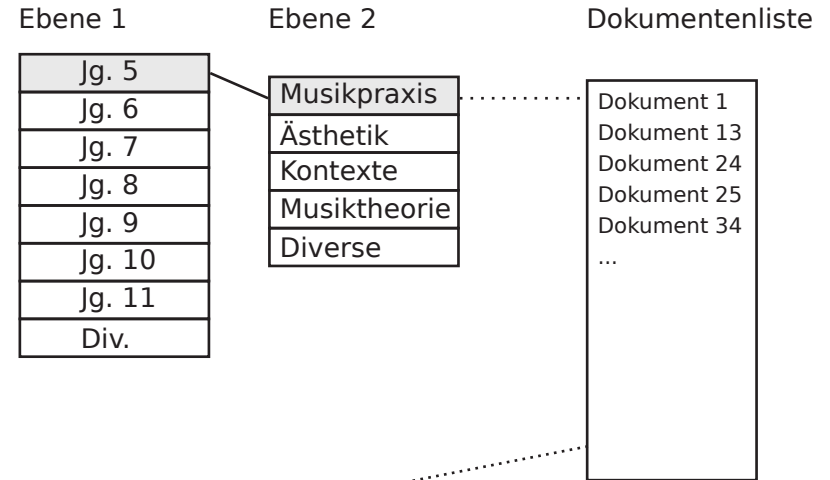 Ebene 1
Jg. 5
Jg. 6
Jg. 7
Jg. 8
Jg. 9
Jg. 10
Jg. 11
Div.
Ebene 2
Musikpraxis
Ästhetik
Kontexte
Musiktheorie
Diverse
Dokumentenliste
Dokument 1
Dokument 13
Dokument 24
Dokument 25
Dokument 34
...